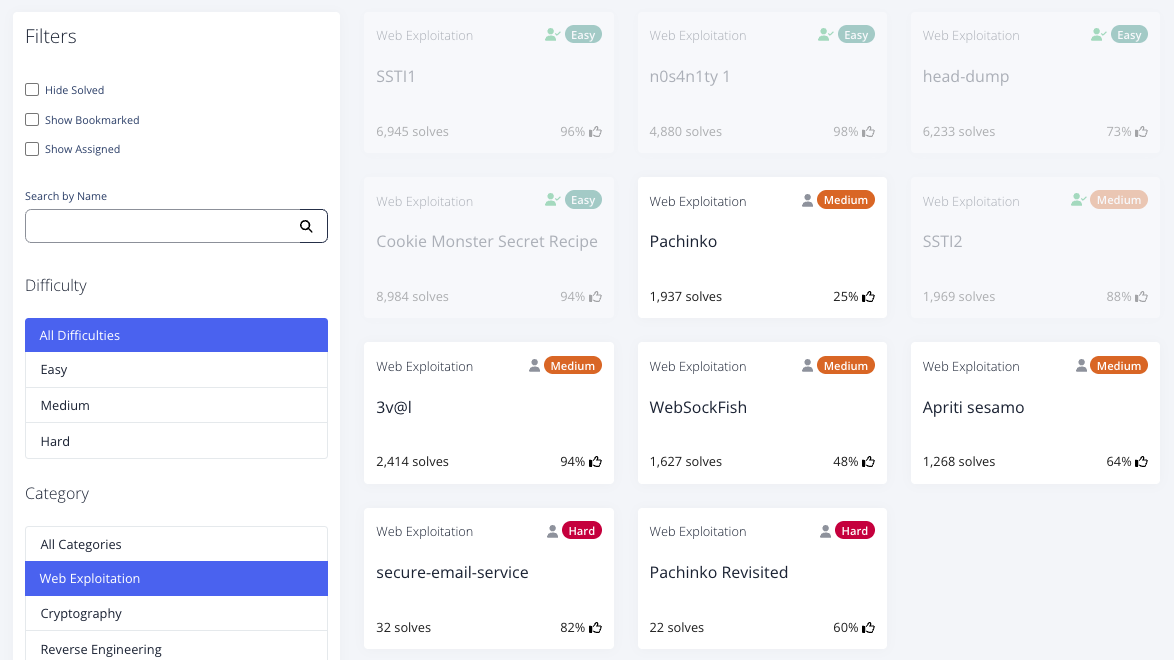 Filters
Hide Solved
Show Bookmarked
Show Assigned
Search by Name
Difficulty
All Difficulties
Easy
Medium
Hard
Category
All Categories
Web Exploitation
Cryptography
Reverse Engineering
Web Exploitation Easy
SSTI1
6,945 solves 96%
Web Exploitation Easy
n0s4n1ty 1
4,880 solves 98%
Web Exploitation Easy
head-dump
6,233 solves 73%
Web Exploitation Easy
Cookie Monster Secret Recipe
8,984 solves 94%
Web Exploitation Medium
Pachinko
1,937 solves 25%
Web Exploitation Medium
SSTI2
1,969 solves 88%
Web Exploitation Medium
3v@l
2,414 solves 94%
Web Exploitation Medium
WebSockFish
1,627 solves 48%
Web Exploitation Medium
Apriti sesamo
1,268 solves 64%
Web Exploitation Hard
secure-email-service
32 solves 82%
Web Exploitation Hard
Pachinko Revisited
22 solves 60%